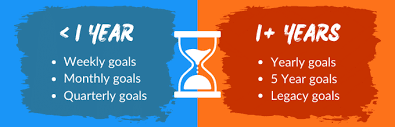 < 1 YEAR
• Weekly goals
• Monthly goals
• Quarterly goals
1+ YEARS
• Yearly goals
• 5 Year goals
• Legacy goals